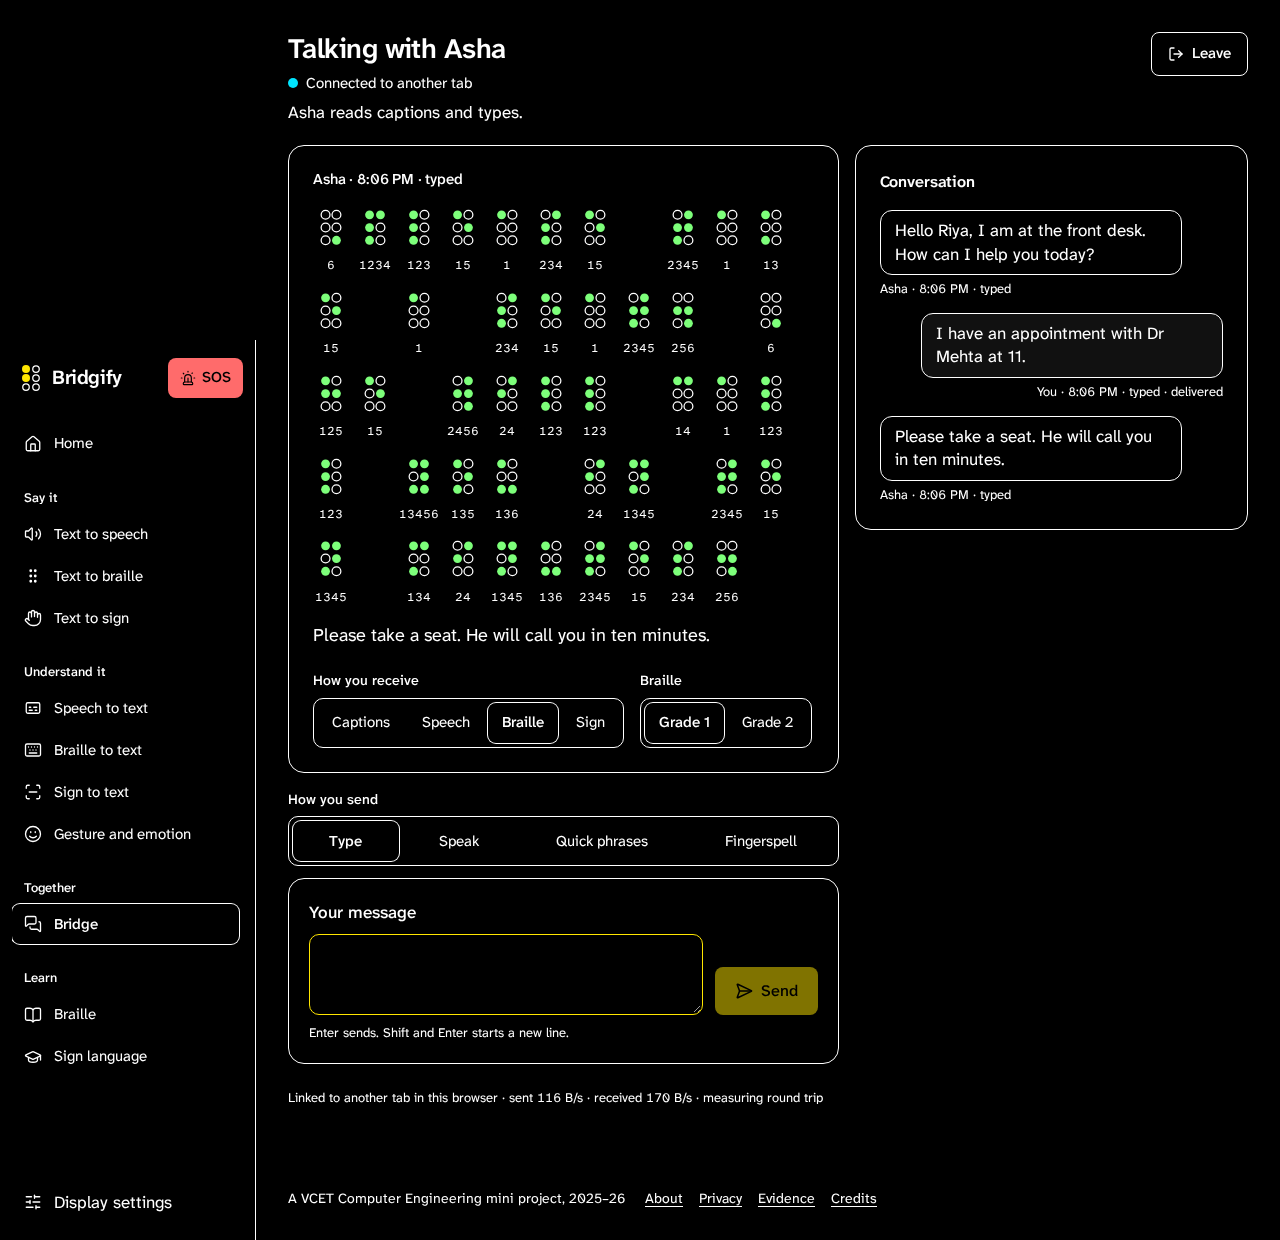 Talking with Asha
Leave
Connected to another tab
Asha reads captions and types.
Asha · 8:06 PM · typed
6 1234 123 15 1 234 15 2345 1 13
15 1 234 15 1 2345 256 6
125 15 2456 24 123 123 14 1 123
123 13456 135 136 24 1345 2345 15
1345 134 24 1345 136 2345 15 234 256
Please take a seat. He will call you in ten minutes.
How you receive
Braille
Captions Speech Braille Sign
Grade 1 Grade 2
How you send
Type Speak Quick phrases Fingerspell
Your message
Send
Enter sends. Shift and Enter starts a new line.
Linked to another tab in this browser · sent 116 B/s · received 170 B/s · measuring round trip
Conversation
Hello Riya, I am at the front desk.
How can I help you today?
Asha · 8:06 PM · typed
I have an appointment with Dr
Mehta at 11.
You · 8:06 PM · typed · delivered
Please take a seat. He will call you
in ten minutes.
Asha · 8:06 PM · typed
Bridgify
SOS
Home
Say it
Text to speech
Text to braille
Text to sign
Understand it
Speech to text
Braille to text
Sign to text
Gesture and emotion
Together
Bridge
Learn
Braille
Sign language
Display settings
A VCET Computer Engineering mini project, 2025–26 About Privacy Evidence Credits